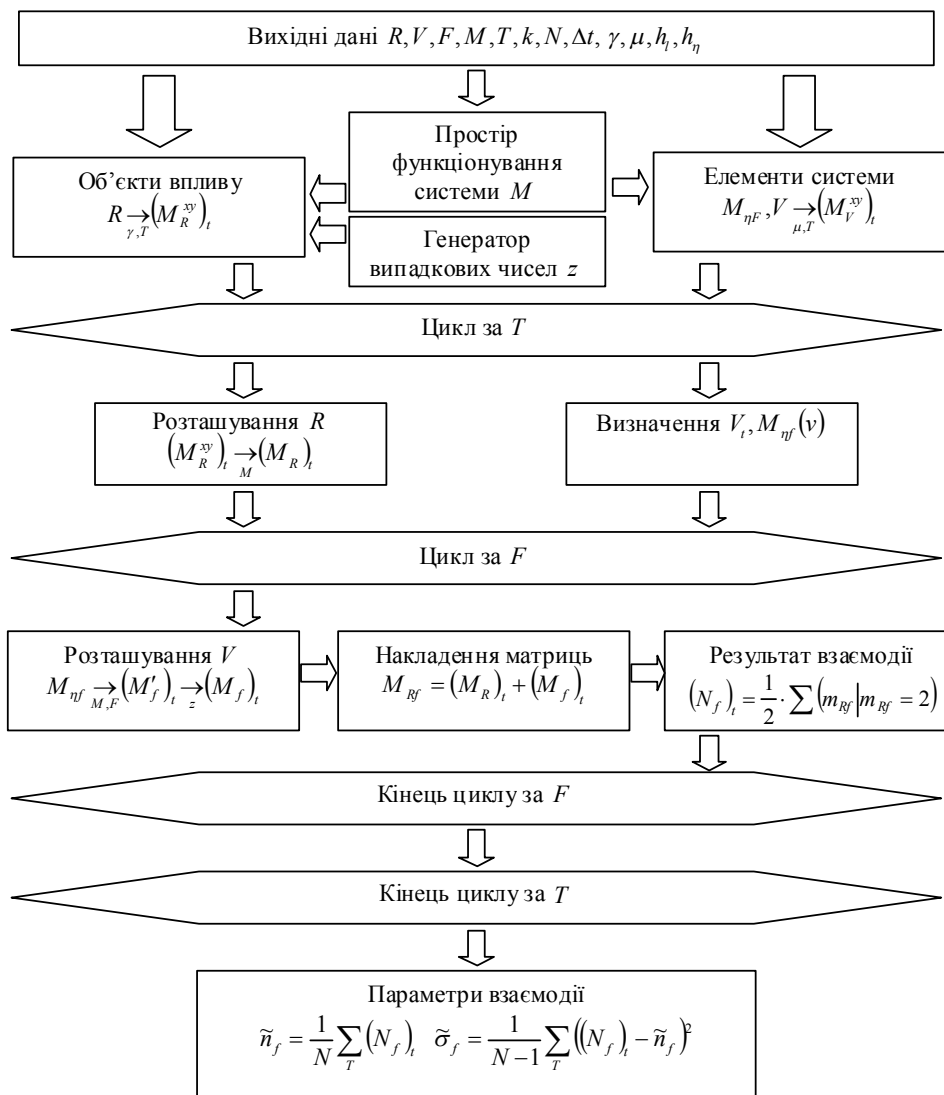 Вихідні дані R, V, F, M, T, k, N, Δt, γ, μ, h_l, h_η
Простір
функціонування
системи M
Об’єкти впливу
R →_{γ,T} (M_R^{xy})_t
Елементи системи
M_{ηF}, V →_{μ,T} (M_V^{xy})_t
Генератор
випадкових чисел z
Цикл за T
Розташування R
(M_R^{xy})_t →_M (M_R)_t
Визначення V_t, M_{ηf}(v)
Цикл за F
Розташування V
M_{ηf} →_{M,F} (M′_f)_t →_z (M_f)_t
Накладення матриць
M_{Rf} = (M_R)_t + (M_f)_t
Результат взаємодії
(N_f)_t = 1/2 · ∑ (m_{Rf} | m_{Rf} = 2)
Кінець циклу за F
Кінець циклу за T
Параметри взаємодії
ñ_f = 1/N ∑_T (N_f)_t σ̃_f = 1/(N−1) ∑_T ((N_f)_t − ñ_f)²